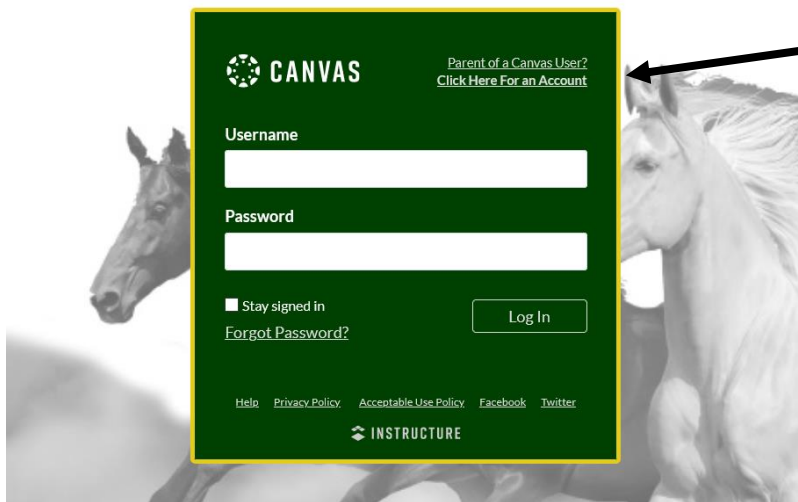 CANVAS
Parent of a Canvas User?
Click Here For an Account
Username
Password
Stay signed in
Log In
Forgot Password?
Help Privacy Policy Acceptable Use Policy Facebook Twitter
INSTRUCTURE